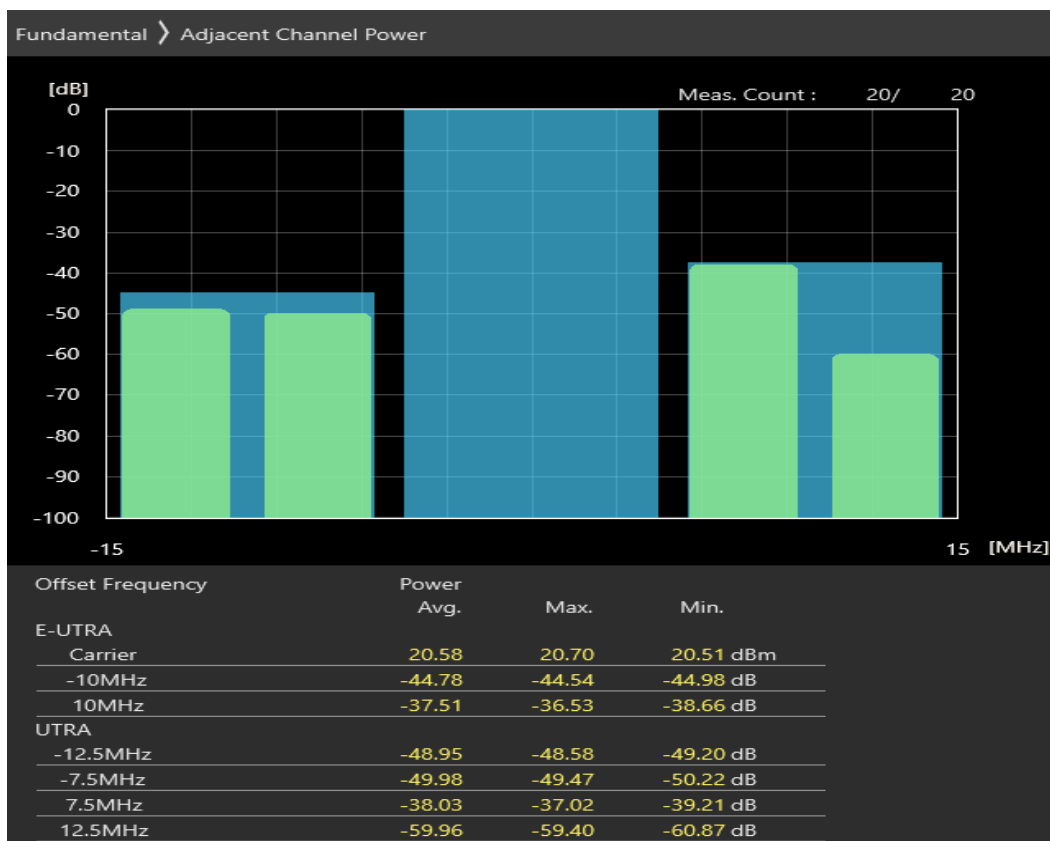 Fundamental 〉 Adjacent Channel Power
[dB]
Meas. Count : 20/ 20
0
-10
-20
-30
-40
-50
-60
-70
-80
-90
-100
-15 15 [MHz]
Offset Frequency Power
Avg. Max. Min.
E-UTRA
Carrier 20.58 20.70 20.51 dBm
-10MHz -44.78 -44.54 -44.98 dB
10MHz -37.51 -36.53 -38.66 dB
UTRA
-12.5MHz -48.95 -48.58 -49.20 dB
-7.5MHz -49.98 -49.47 -50.22 dB
7.5MHz -38.03 -37.02 -39.21 dB
12.5MHz -59.96 -59.40 -60.87 dB